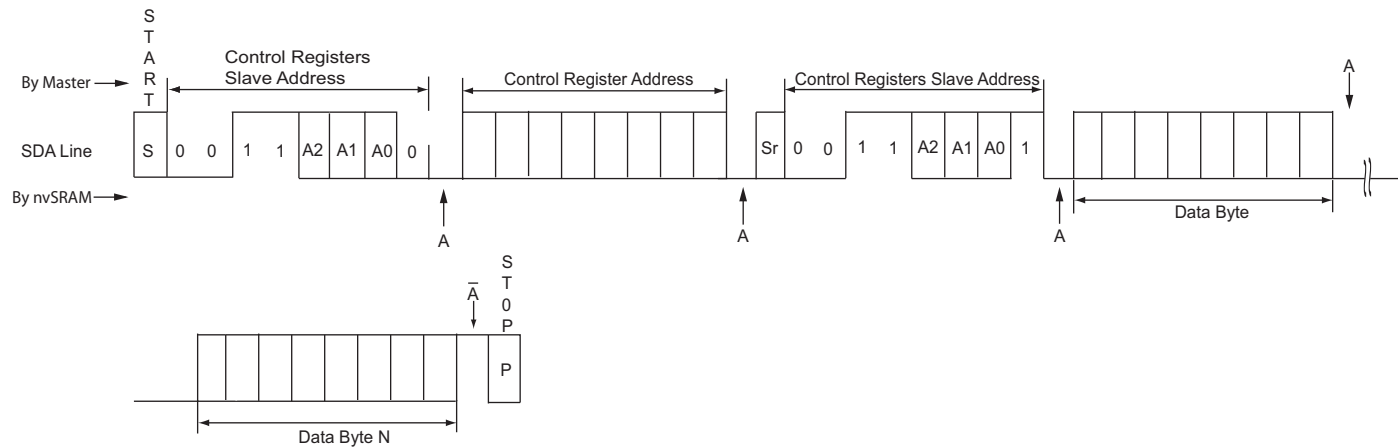 START
Control Registers
Slave Address
By Master
Control Register Address
Control Registers Slave Address
A
SDA Line
S 0 0 1 1 A2 A1 A0 0
Sr 0 0 1 1 A2 A1 A0 1
By nvSRAM
A
A
A
Data Byte
A̅
ST0P
P
Data Byte N